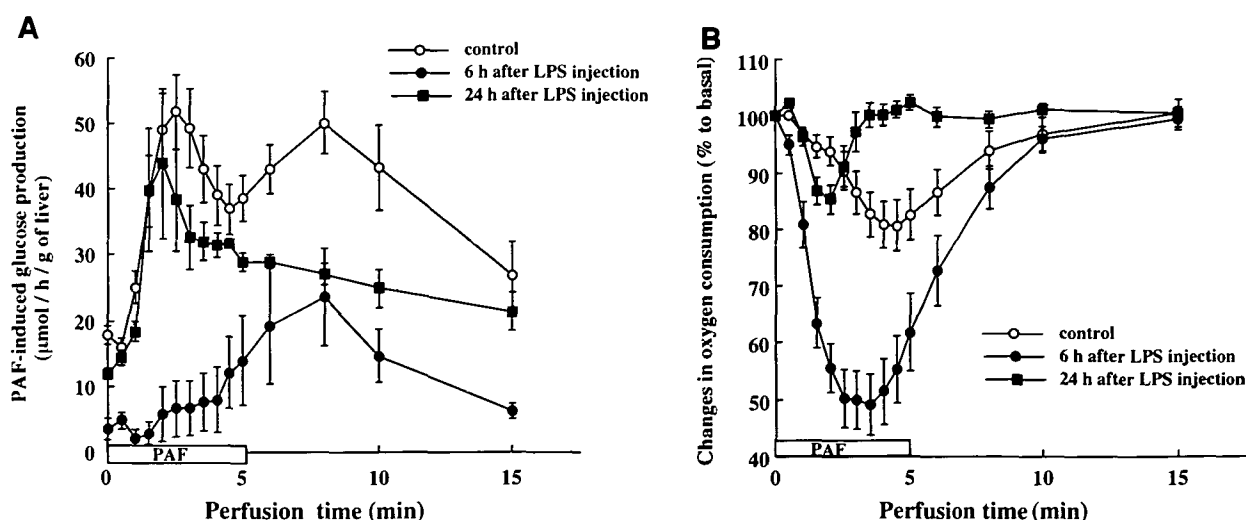 A
PAF-induced glucose production
(μmol / h / g of liver)
60
50
40
30
20
10
0
control
6 h after LPS injection
24 h after LPS injection
PAF
0
5
10
15
Perfusion time (min)
B
Changes in oxygen consumption (% to basal)
110
100
90
80
70
60
50
40
control
6 h after LPS injection
24 h after LPS injection
PAF
0
5
10
15
Perfusion time (min)